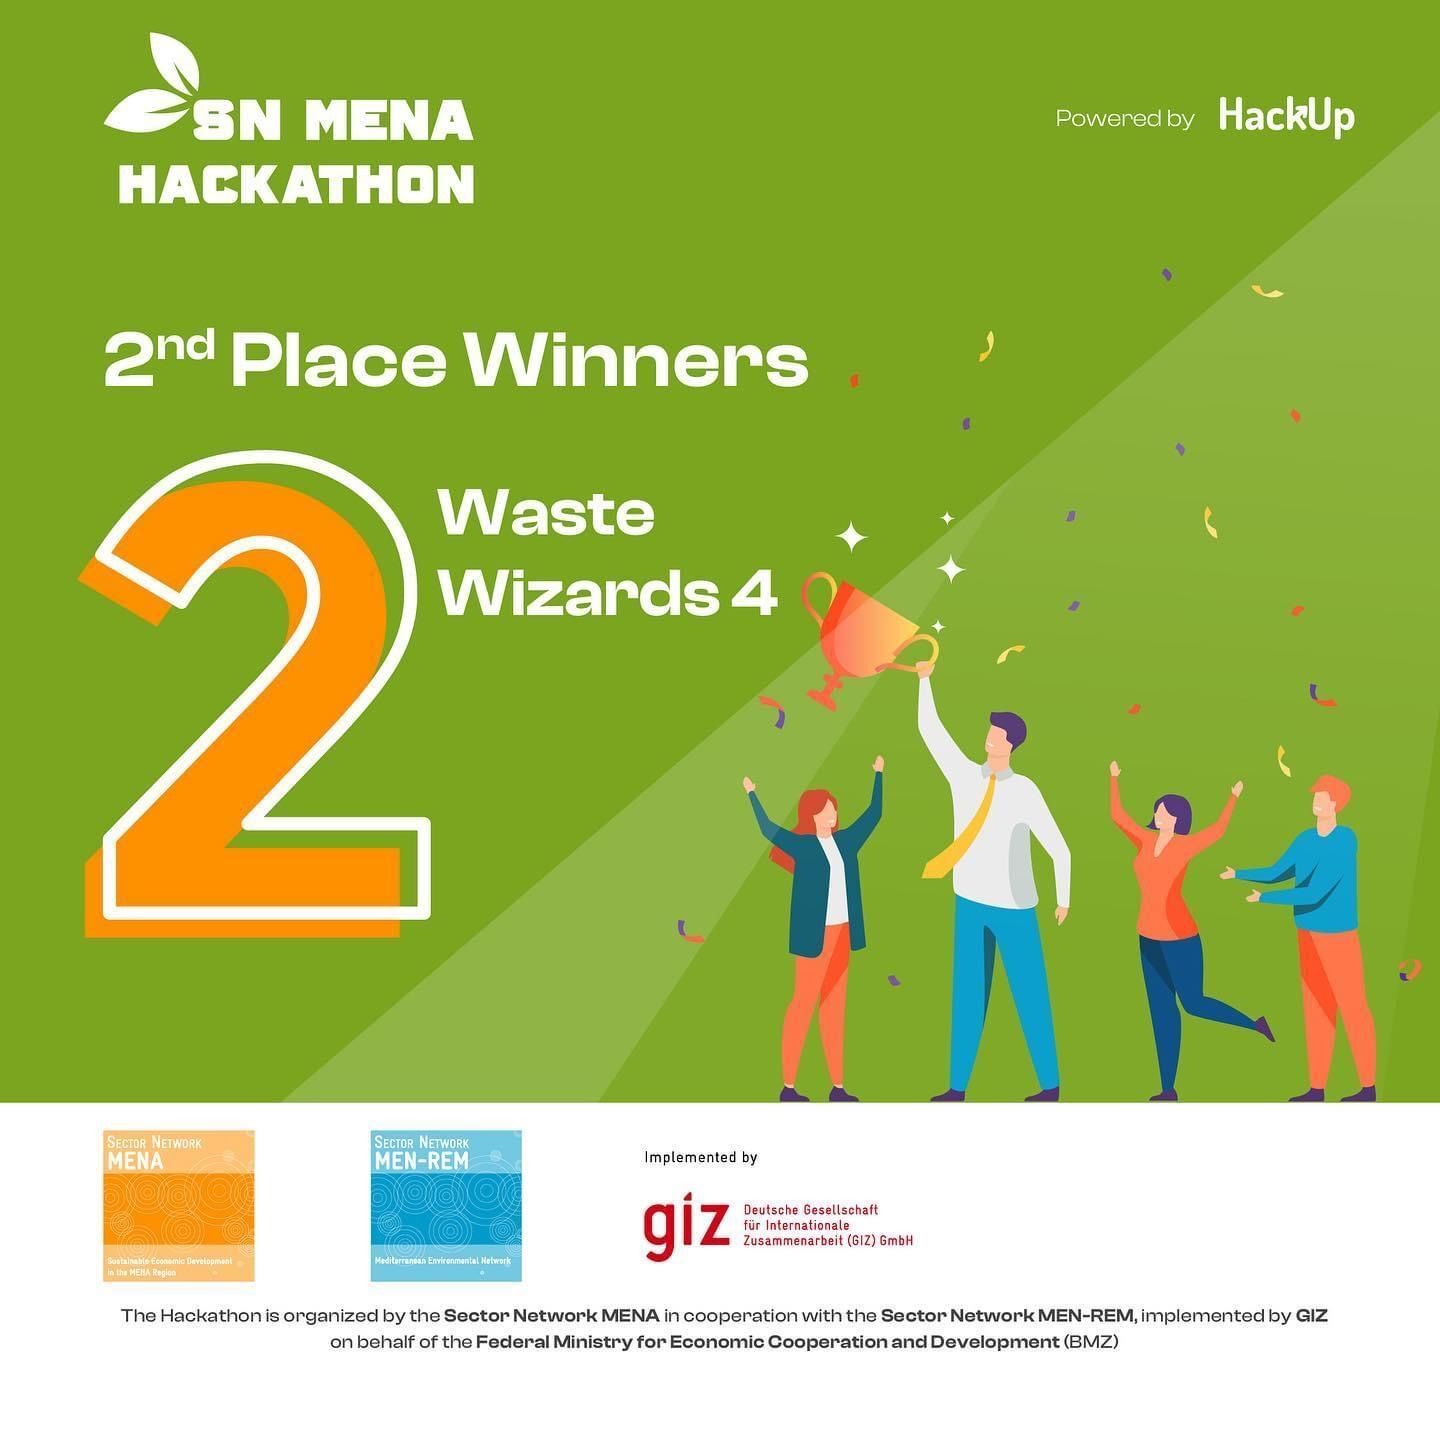 SN MENA
HACKATHON
Powered by HackUp
2nd Place Winners
2
Waste
Wizards 4
SECTOR NETWORK
MENA
Sustainable Economic Development
in the MENA Region
SECTOR NETWORK
MEN-REM
Mediterranean Environmental Network
Implemented by
giz
Deutsche Gesellschaft
für Internationale
Zusammenarbeit (GIZ) GmbH
The Hackathon is organized by the Sector Network MENA in cooperation with the Sector Network MEN-REM, implemented by GIZ
on behalf of the Federal Ministry for Economic Cooperation and Development (BMZ)